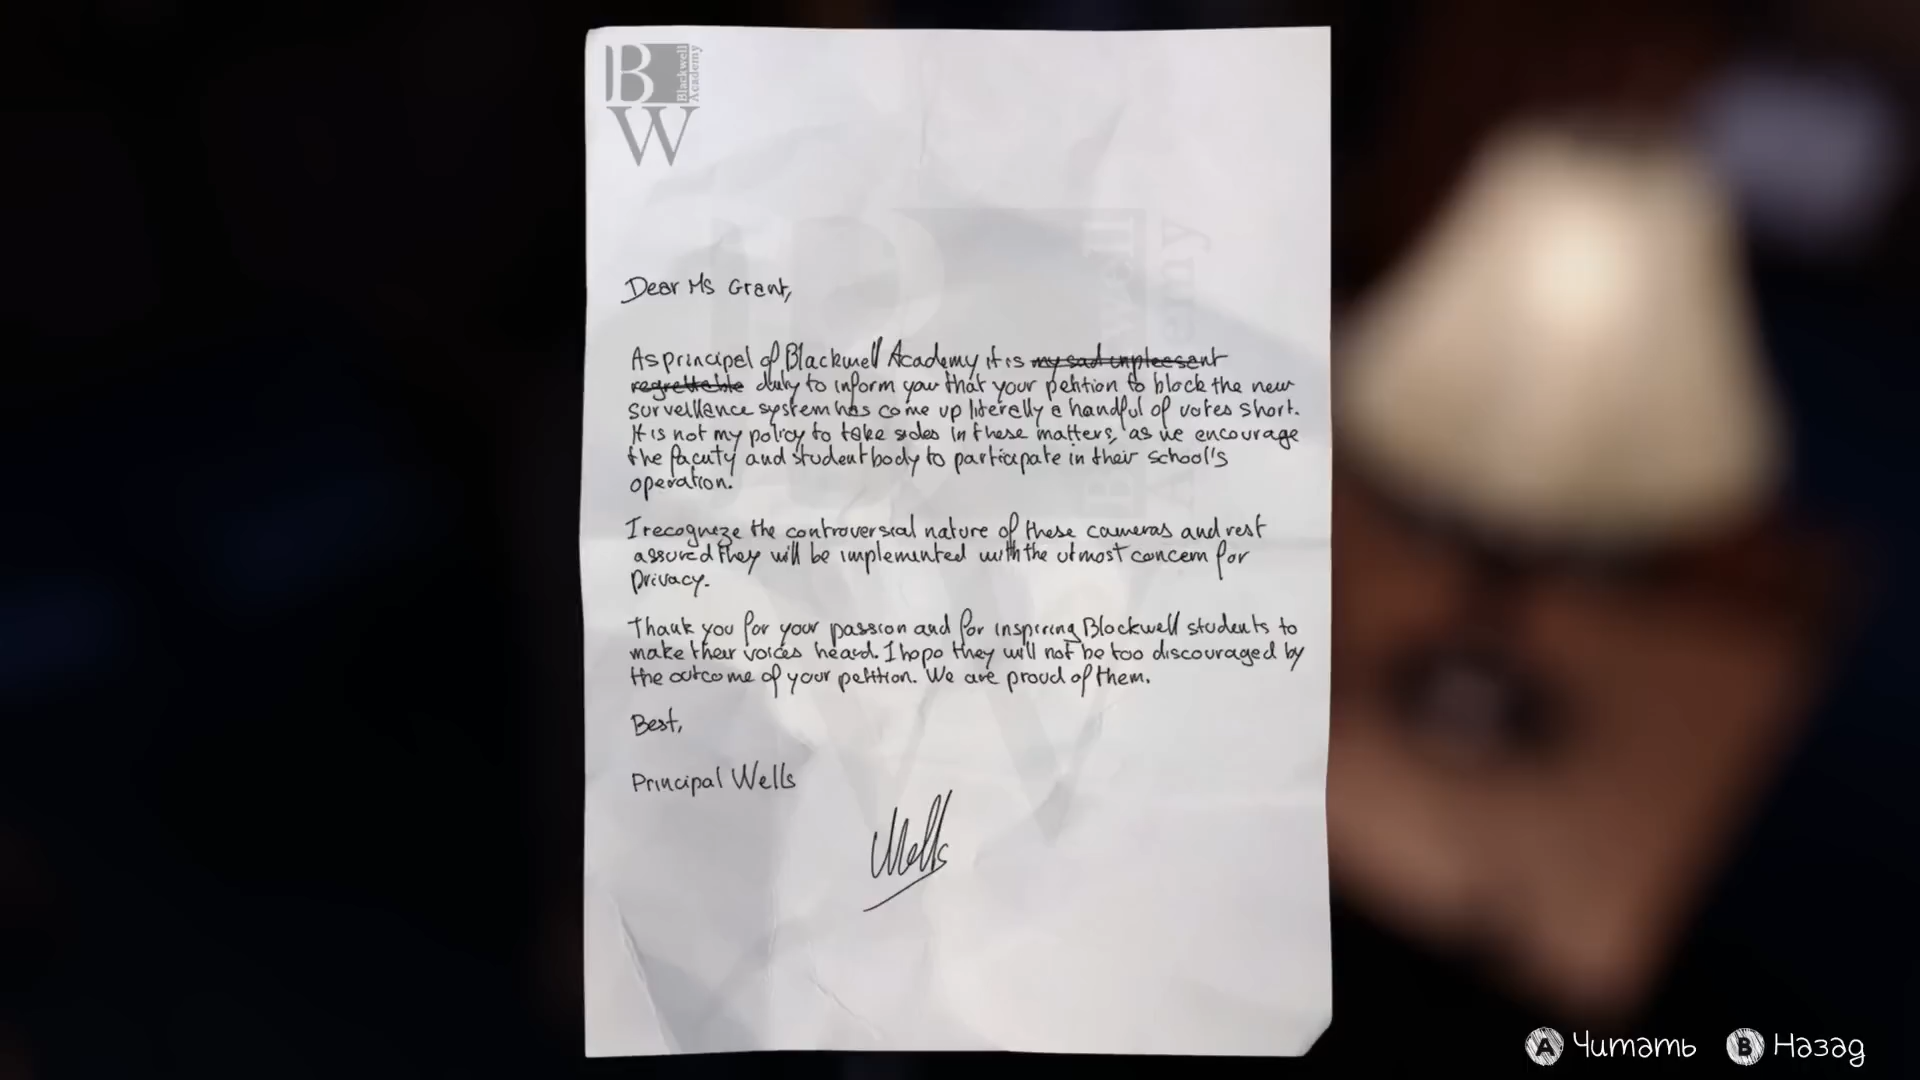 B
Blackwell
Academy
W
Dear Ms Grant,
As principal of Blackwell Academy it is my sad unpleasant
regrettable duty to inform you that your petition to block the new
surveillance system has come up literally a handful of votes short.
It is not my policy to take sides in these matters, as we encourage
the facuty and student body to participate in their school's
operation.
I recogneze the controversial nature of these cameras and rest
assured they will be implemented with the utmost concern for
privacy.
Thank you for your passion and for inspiring Blackwell students to
make their voices heard. I hope they will not be too discouraged by
the outcome of your petition. We are proud of them.
Best,
Principal Wells
Wells
A Читать B Назад